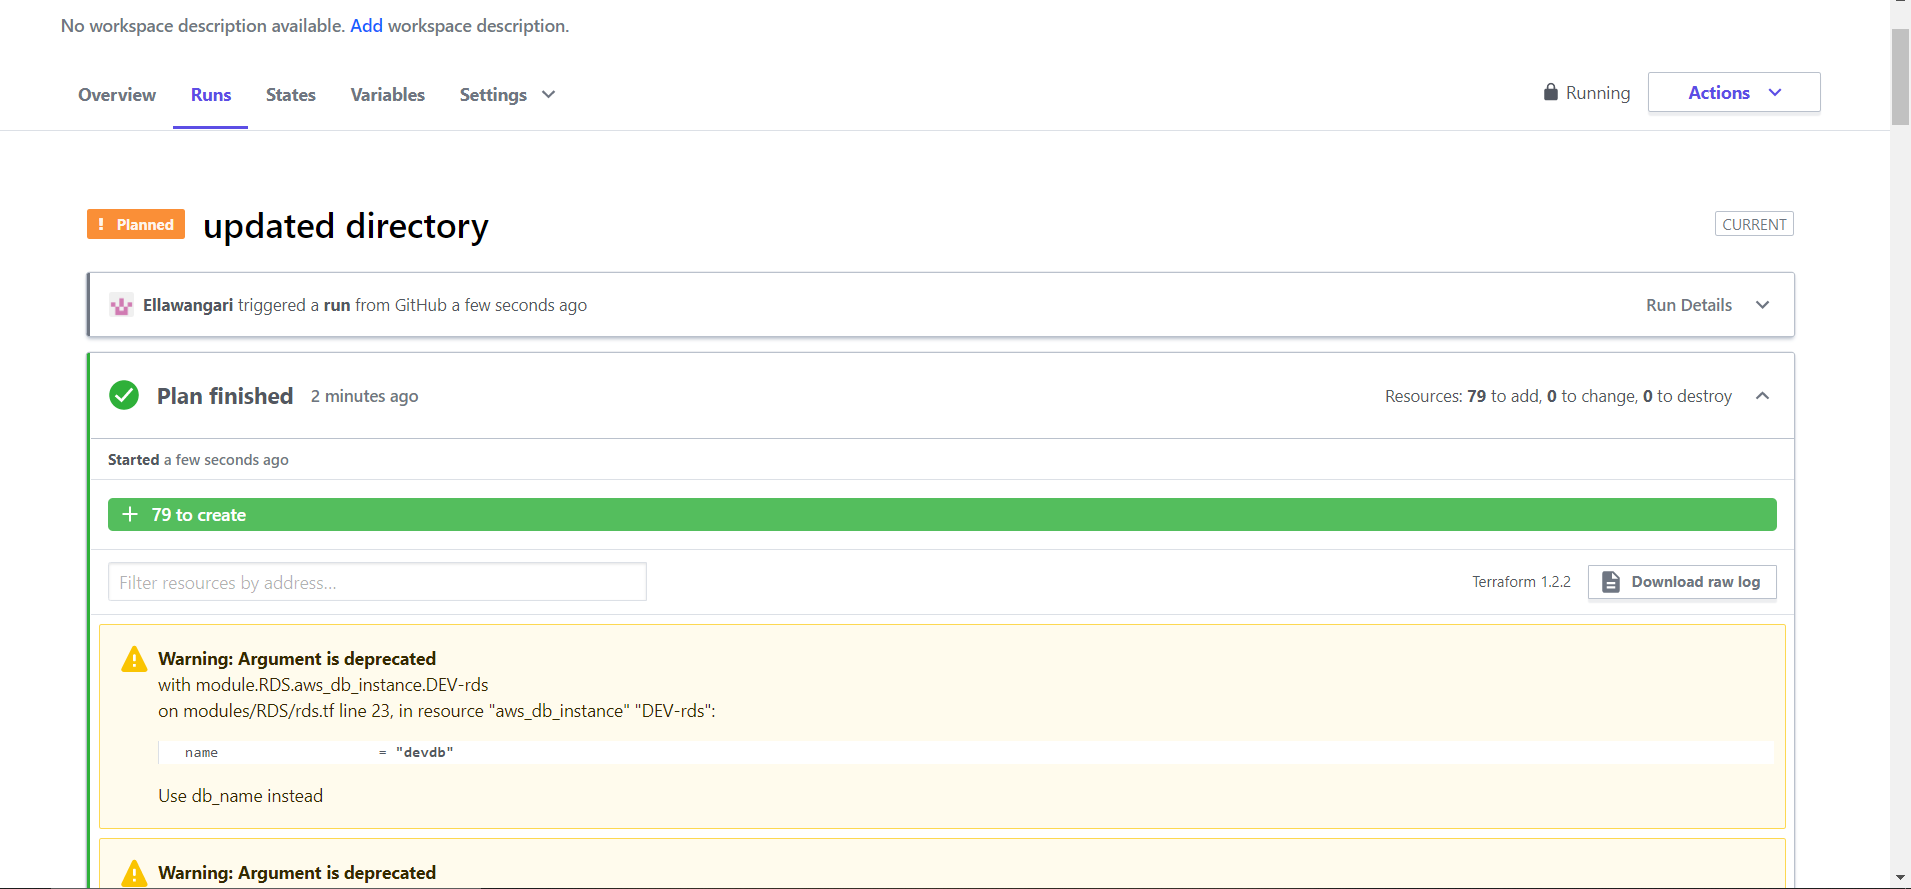 No workspace description available. Add workspace description.
Overview Runs States Variables Settings Running Actions
! Planned updated directory CURRENT
Ellawangari triggered a run from GitHub a few seconds ago Run Details
Plan finished 2 minutes ago Resources: 79 to add, 0 to change, 0 to destroy
Started a few seconds ago
+ 79 to create
Filter resources by address... Terraform 1.2.2 Download raw log
Warning: Argument is deprecated
with module.RDS.aws_db_instance.DEV-rds
on modules/RDS/rds.tf line 23, in resource "aws_db_instance" "DEV-rds":
name = "devdb"
Use db_name instead
Warning: Argument is deprecated